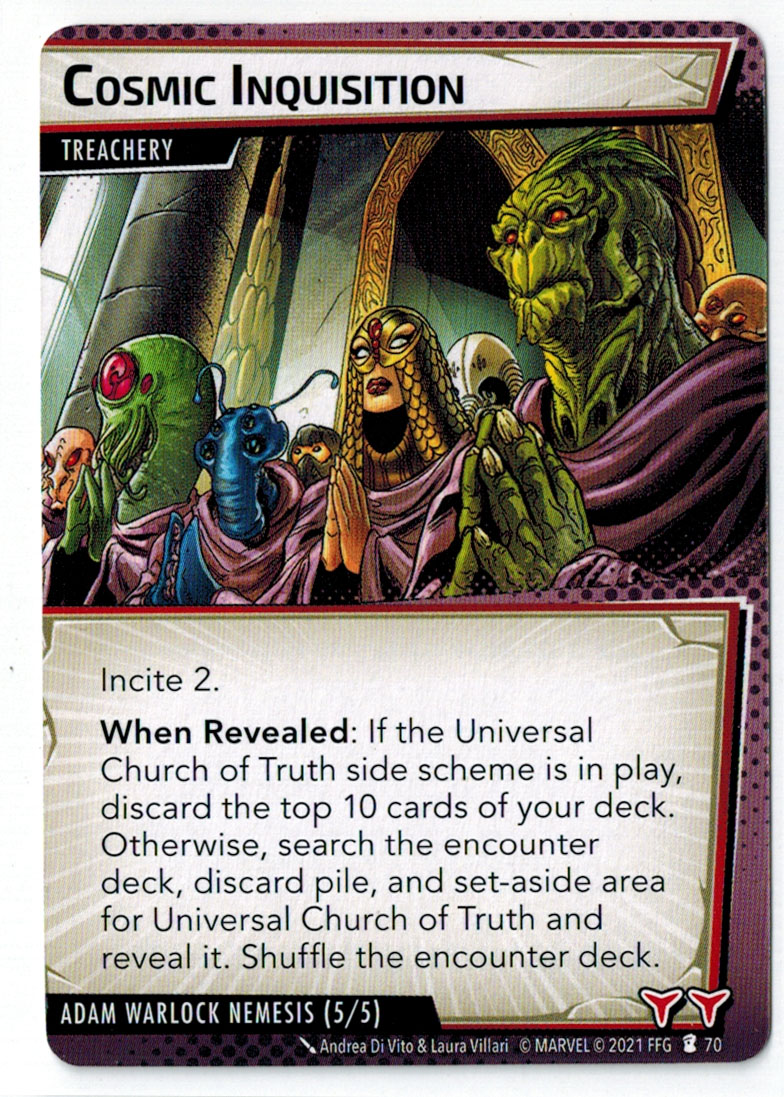 COSMIC INQUISITION
TREACHERY
Incite 2.
When Revealed: If the Universal
Church of Truth side scheme is in play,
discard the top 10 cards of your deck.
Otherwise, search the encounter
deck, discard pile, and set-aside area
for Universal Church of Truth and
reveal it. Shuffle the encounter deck.
ADAM WARLOCK NEMESIS (5/5)
Andrea Di Vito & Laura Villari © MARVEL © 2021 FFG 70